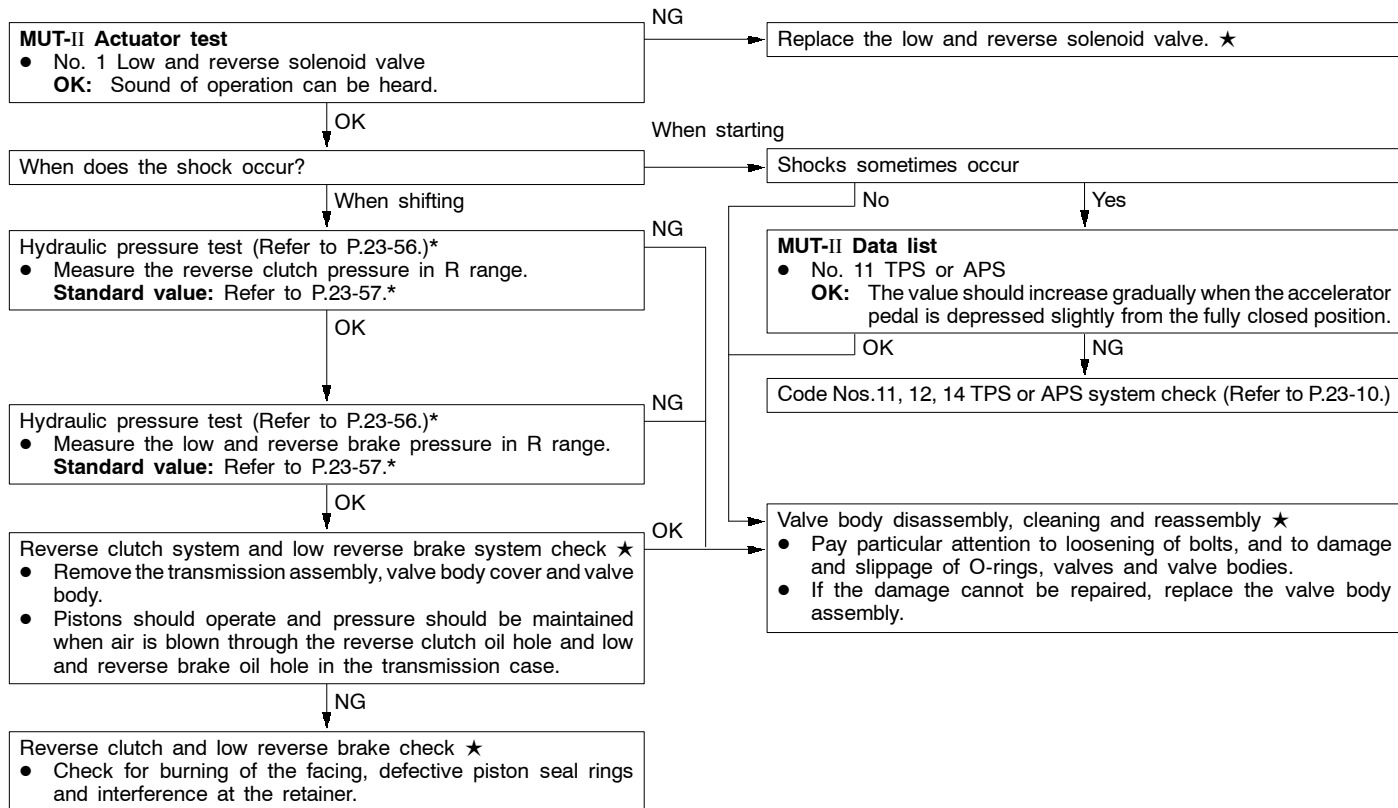 NG
MUT-II Actuator test
● No. 1 Low and reverse solenoid valve
OK: Sound of operation can be heard.
Replace the low and reverse solenoid valve. ★
OK
When starting
When does the shock occur?
Shocks sometimes occur
When shifting
No
Yes
NG
Hydraulic pressure test (Refer to P.23-56.)*
● Measure the reverse clutch pressure in R range.
Standard value: Refer to P.23-57.*
MUT-II Data list
● No. 11 TPS or APS
OK: The value should increase gradually when the accelerator
pedal is depressed slightly from the fully closed position.
OK
OK
NG
Code Nos.11, 12, 14 TPS or APS system check (Refer to P.23-10.)
NG
Hydraulic pressure test (Refer to P.23-56.)*
● Measure the low and reverse brake pressure in R range.
Standard value: Refer to P.23-57.*
OK
OK
Reverse clutch system and low reverse brake system check ★
● Remove the transmission assembly, valve body cover and valve
body.
● Pistons should operate and pressure should be maintained
when air is blown through the reverse clutch oil hole and low
and reverse brake oil hole in the transmission case.
Valve body disassembly, cleaning and reassembly ★
● Pay particular attention to loosening of bolts, and to damage
and slippage of O-rings, valves and valve bodies.
● If the damage cannot be repaired, replace the valve body
assembly.
NG
Reverse clutch and low reverse brake check ★
● Check for burning of the facing, defective piston seal rings
and interference at the retainer.